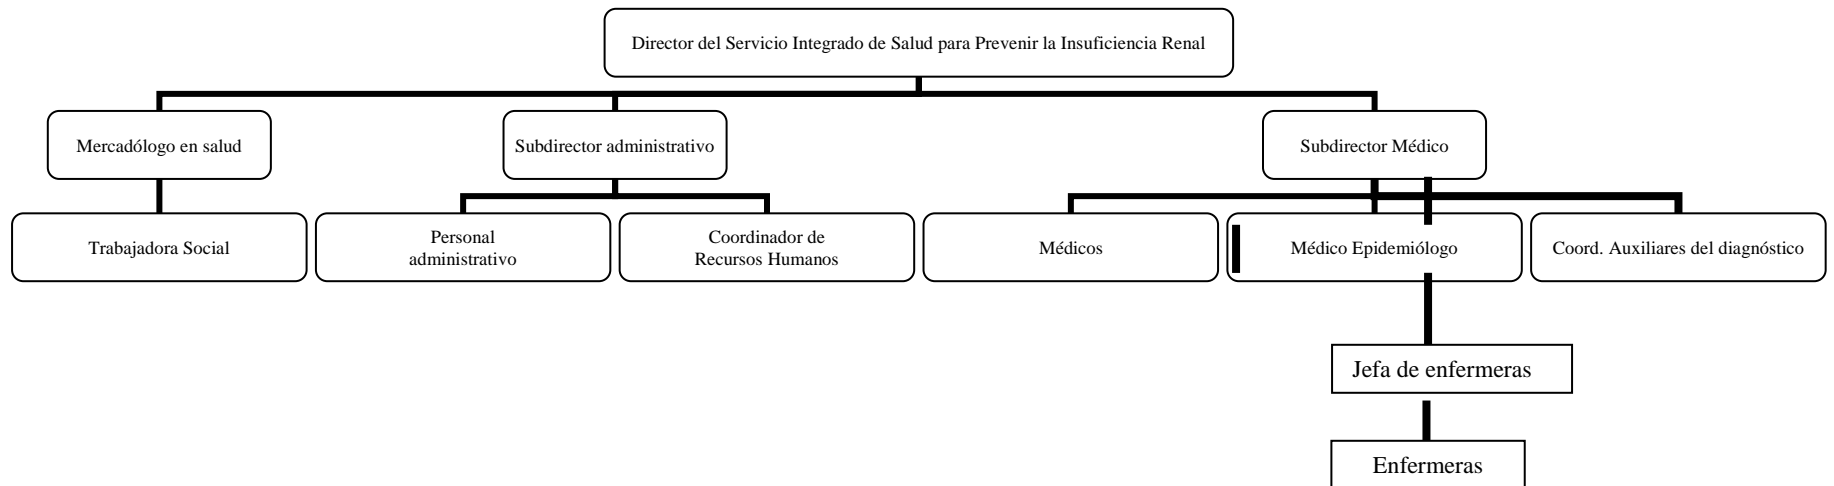 Director del Servicio Integrado de Salud para Prevenir la Insuficiencia Renal
Mercadólogo en salud
Subdirector administrativo
Subdirector Médico
Trabajadora Social
Personal
administrativo
Coordinador de
Recursos Humanos
Médicos
Médico Epidemiólogo
Coord. Auxiliares del diagnóstico
Jefa de enfermeras
Enfermeras